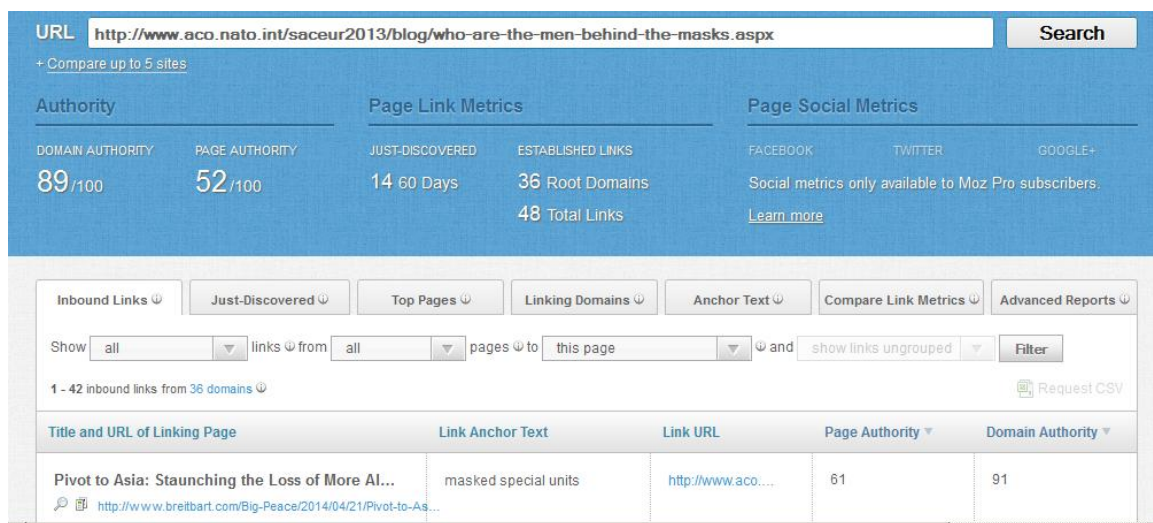 URL http://www.aco.nato.int/saceur2013/blog/who-are-the-men-behind-the-masks.aspx Search
+ Compare up to 5 sites
Authority Page Link Metrics Page Social Metrics
DOMAIN AUTHORITY PAGE AUTHORITY JUST-DISCOVERED ESTABLISHED LINKS FACEBOOK TWITTER GOOGLE+
89/100 52/100 14 60 Days 36 Root Domains Social metrics only available to Moz Pro subscribers.
48 Total Links Learn more
Inbound Links Just-Discovered Top Pages Linking Domains Anchor Text Compare Link Metrics Advanced Reports
Show all links from all pages to this page and show links ungrouped Filter
1 - 42 inbound links from 36 domains Request CSV
Title and URL of Linking Page Link Anchor Text Link URL Page Authority Domain Authority
Pivot to Asia: Staunching the Loss of More Al... masked special units http://www.aco.... 61 91
http://www.breitbart.com/Big-Peace/2014/04/21/Pivot-to-As...